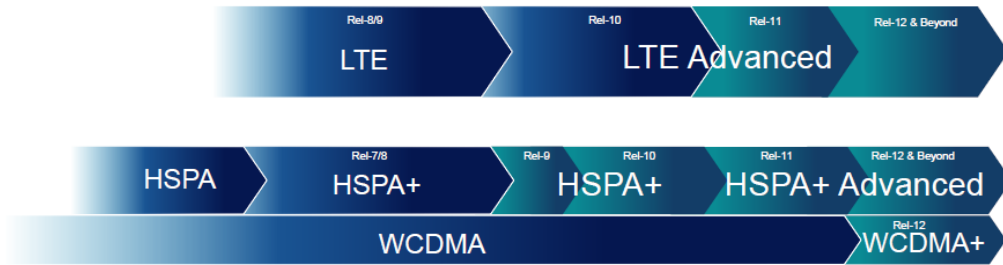 Rel-8/9 Rel-10 Rel-11 Rel-12 & Beyond
LTE LTE Advanced
Rel-7/8 Rel-9 Rel-10 Rel-11 Rel-12 & Beyond
HSPA HSPA+ HSPA+ HSPA+ Advanced
Rel-12
WCDMA WCDMA+